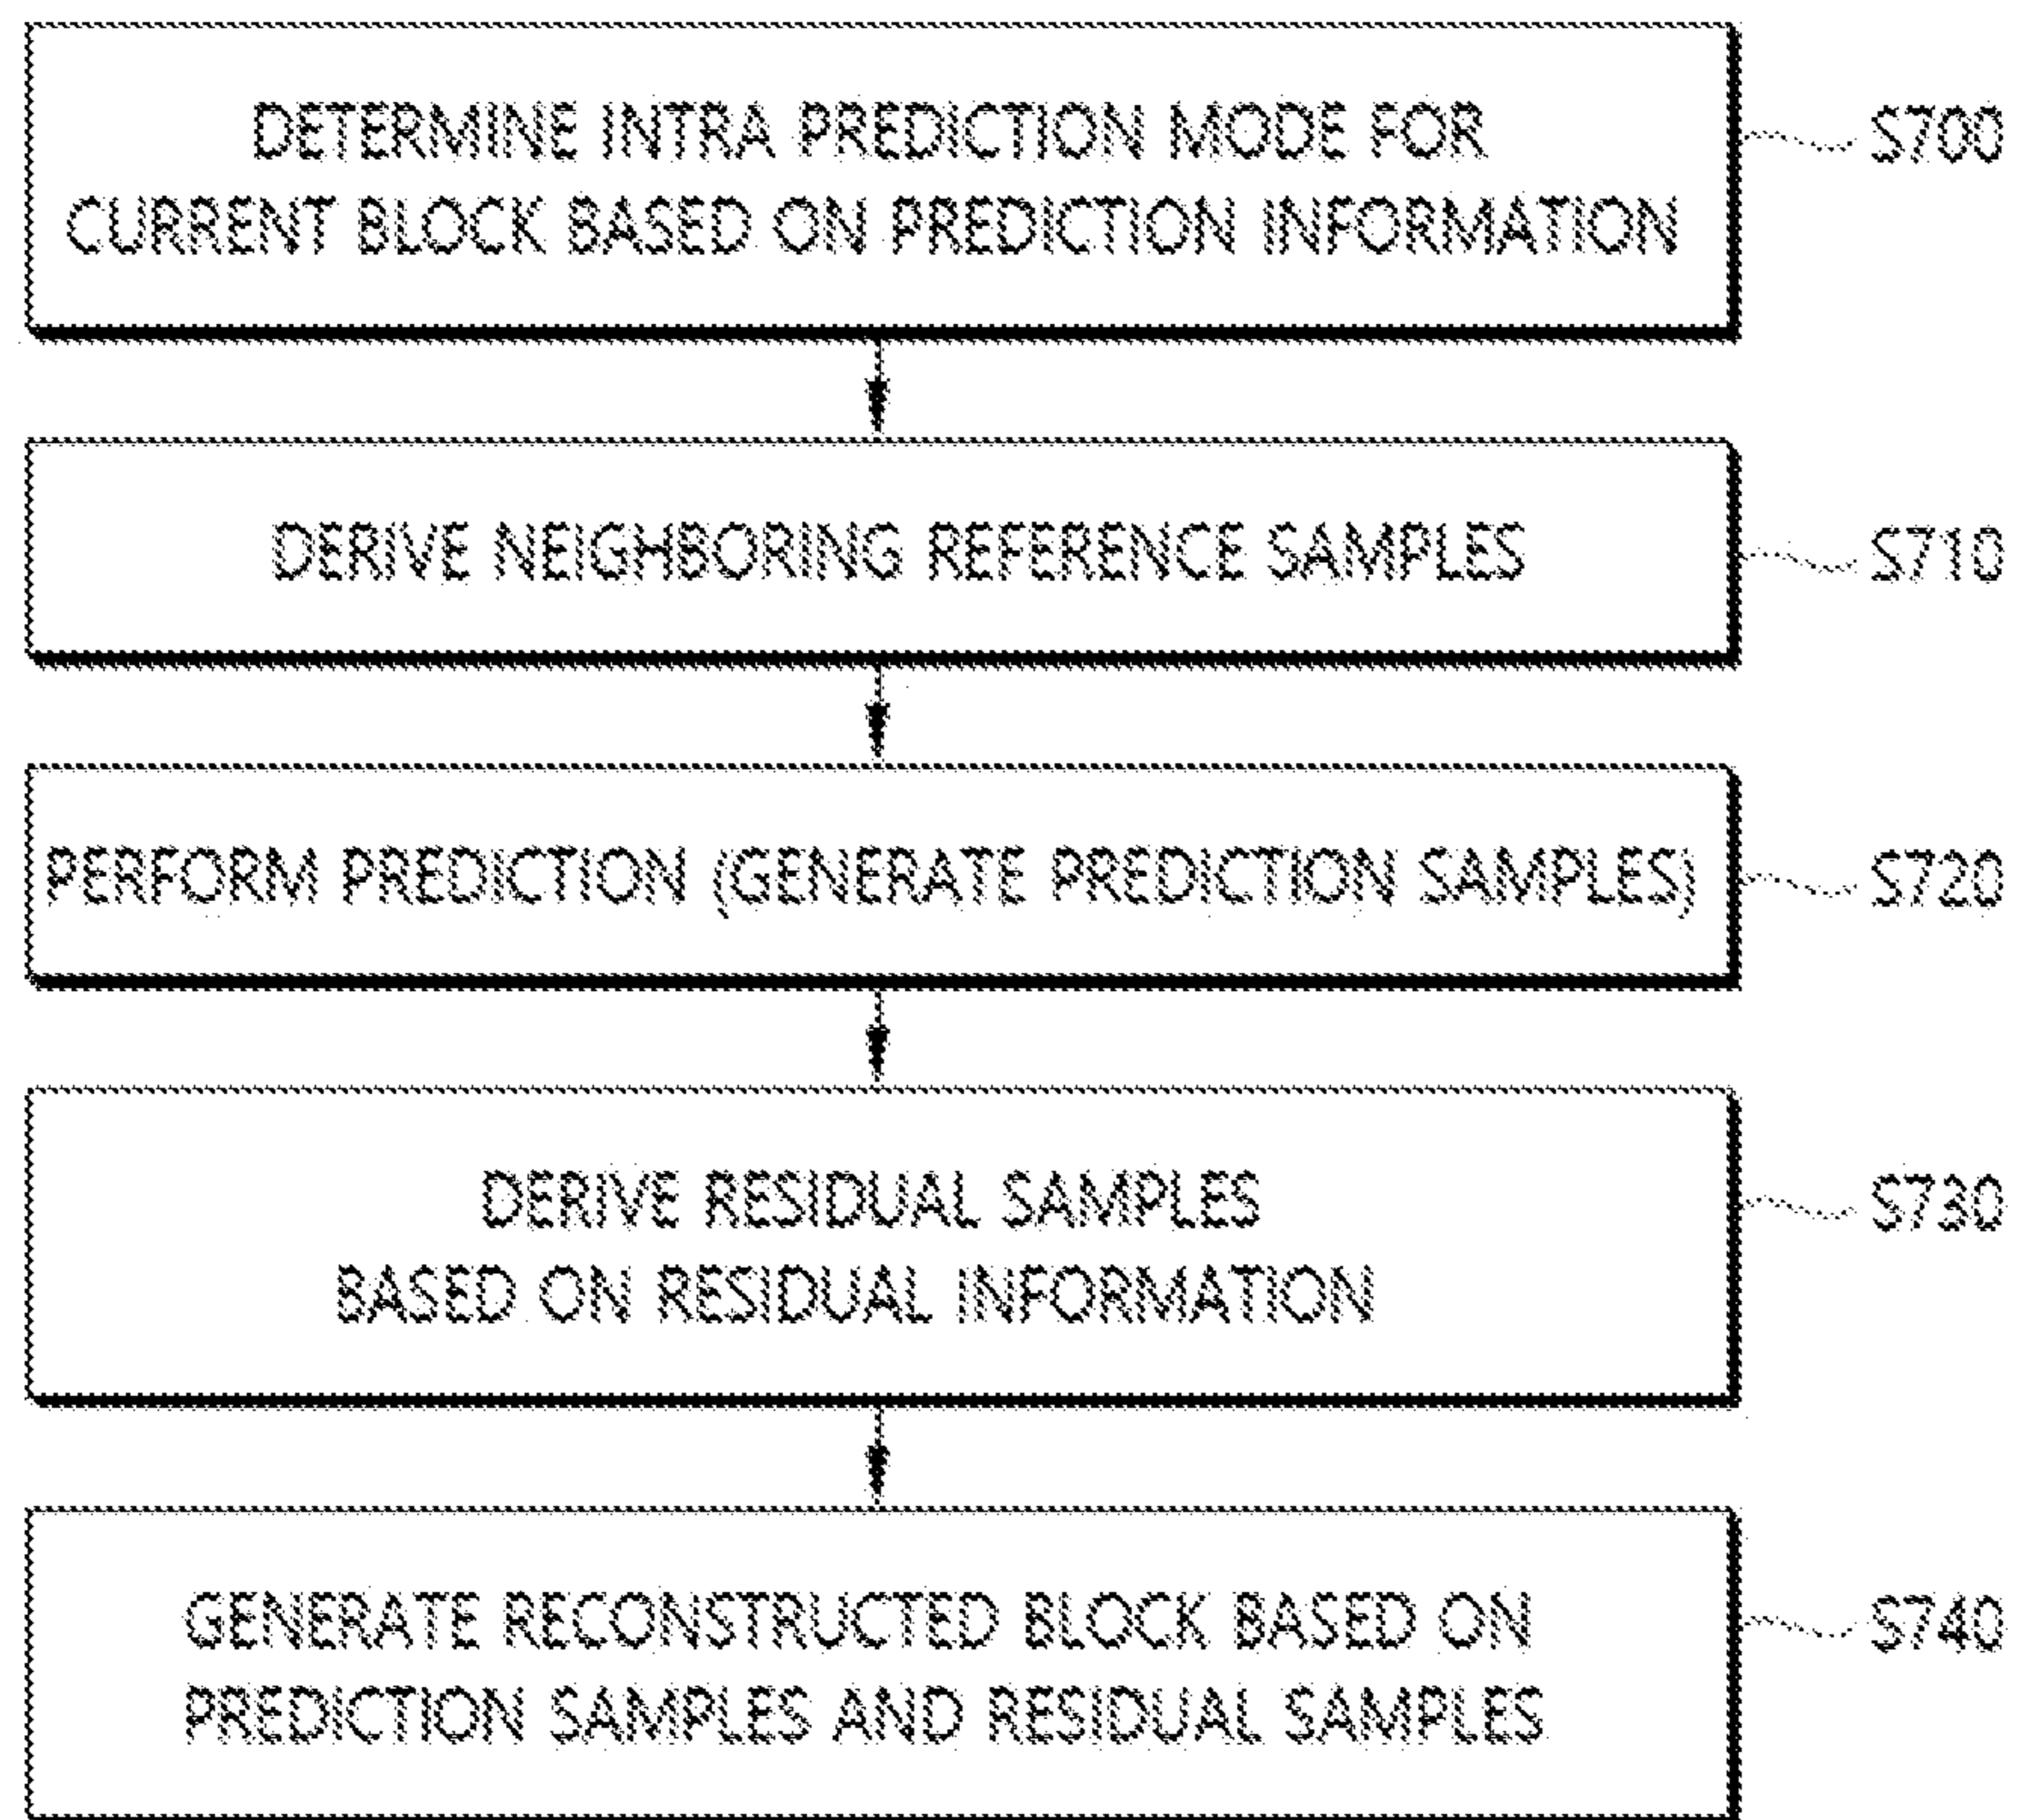 DETERMINE INTRA PREDICTION MODE FOR
CURRENT BLOCK BASED ON PREDICTION INFORMATION
S700
DERIVE NEIGHBORING REFERENCE SAMPLES
S710
PERFORM PREDICTION (GENERATE PREDICTION SAMPLES)
S720
DERIVE RESIDUAL SAMPLES
BASED ON RESIDUAL INFORMATION
S730
GENERATE RECONSTRUCTED BLOCK BASED ON
PREDICTION SAMPLES AND RESIDUAL SAMPLES
S740